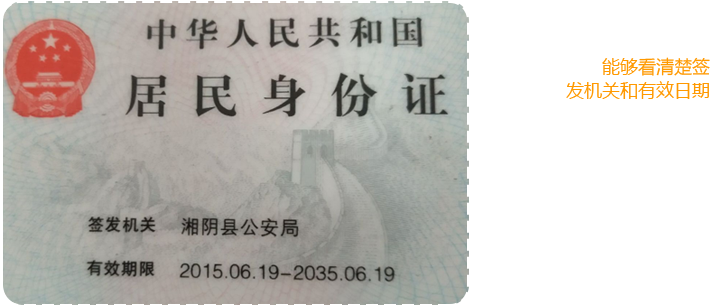 中华人民共和国
居民身份证
签发机关 湘阴县公安局
有效期限 2015.06.19-2035.06.19
能够看清楚签
发机关和有效日期